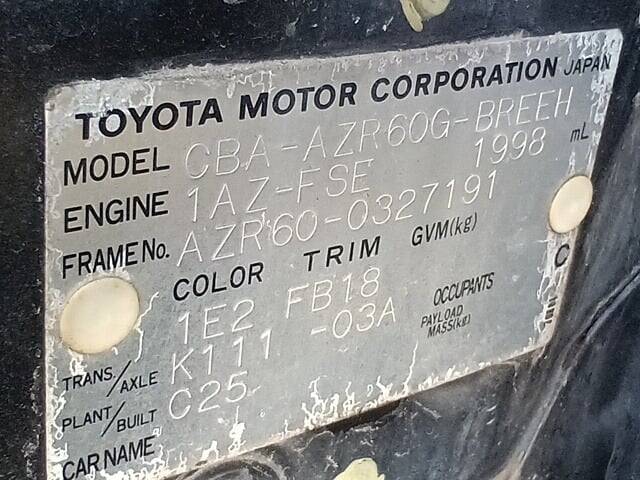 TOYOTA MOTOR CORPORATION JAPAN
MODEL CBA-AZR60G-BREEH
ENGINE 1AZ-FSE 1998 mL
FRAME No. AZR60-0327191
COLOR TRIM GVM(kg)
1E2 FB18 C
TRANS/AXLE K111 -03A OCCUPANTS
PLANT/BUILT C25 PAYLOAD MASS(kg)
CAR NAME